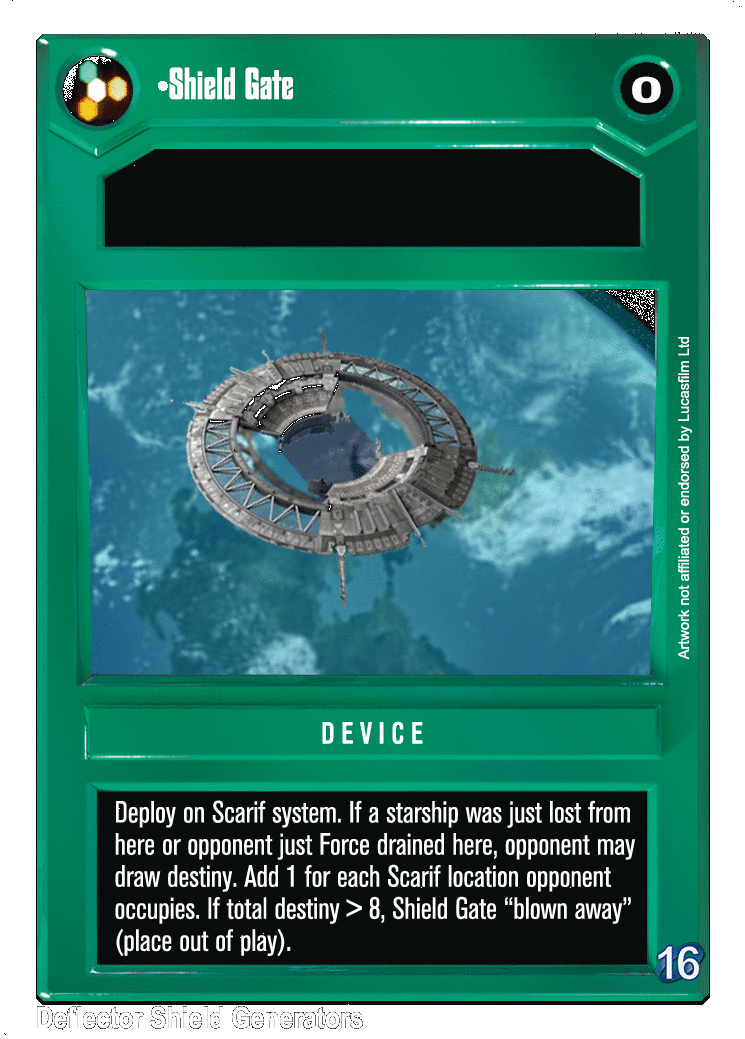 •Shield Gate
0
Artwork not affiliated or endorsed by Lucasfilm Ltd
DEVICE
Deploy on Scarif system. If a starship was just lost from
here or opponent just Force drained here, opponent may
draw destiny. Add 1 for each Scarif location opponent
occupies. If total destiny > 8, Shield Gate “blown away”
(place out of play).
16
Deflector Shield Generators